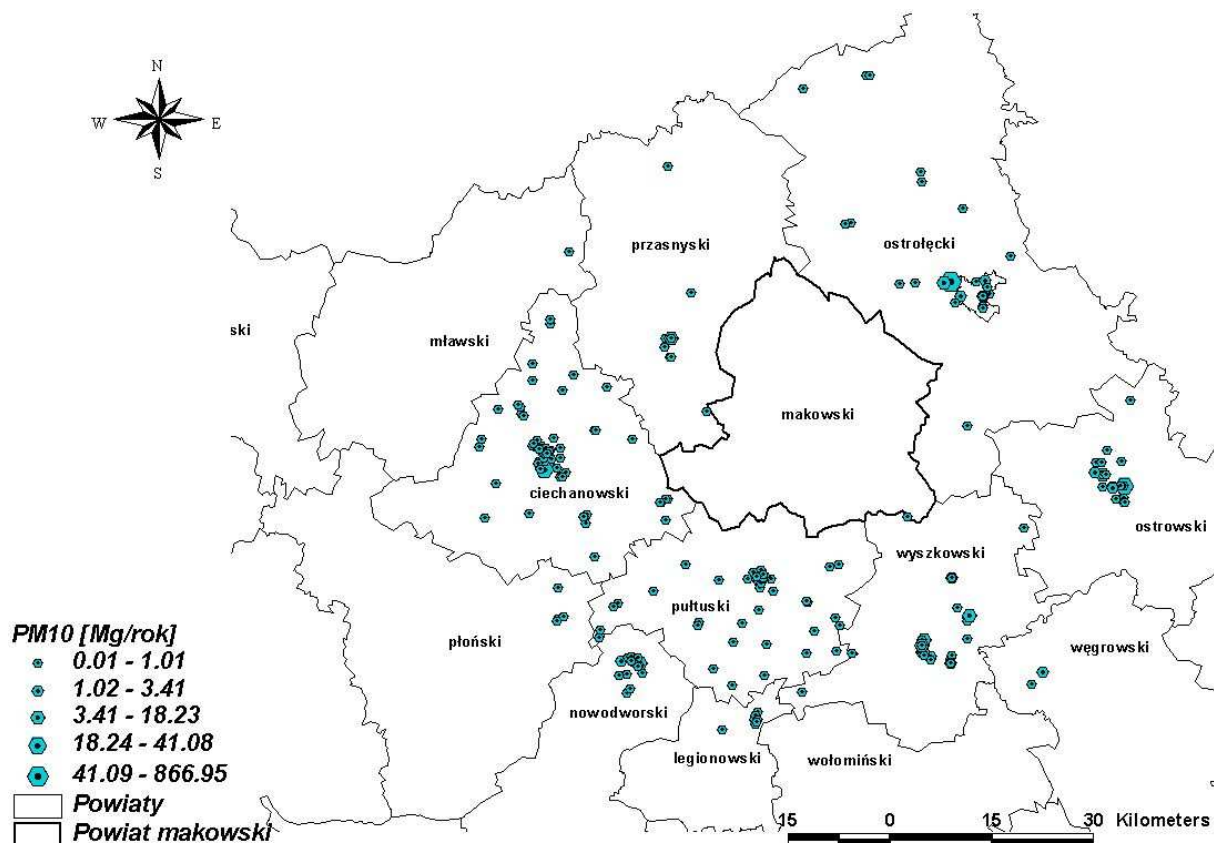 N
W E
S
przasnyski
ostrołęcki
ski
mławski
makowski
ciechanowski
ostrowski
wyszkowski
pułtuski
płoński
węgrowski
nowodworski
legionowski
wołomiński
PM10 [Mg/rok]
0.01 - 1.01
1.02 - 3.41
3.41 - 18.23
18.24 - 41.08
41.09 - 866.95
Powiaty
Powiat makowski
15 0 15 30 Kilometers